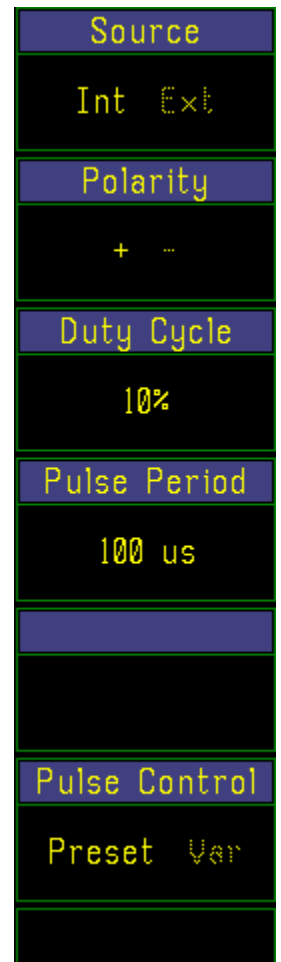 Source
Int Ext
Polarity
+ -
Duty Cycle
10%
Pulse Period
100 us
Pulse Control
Preset Var